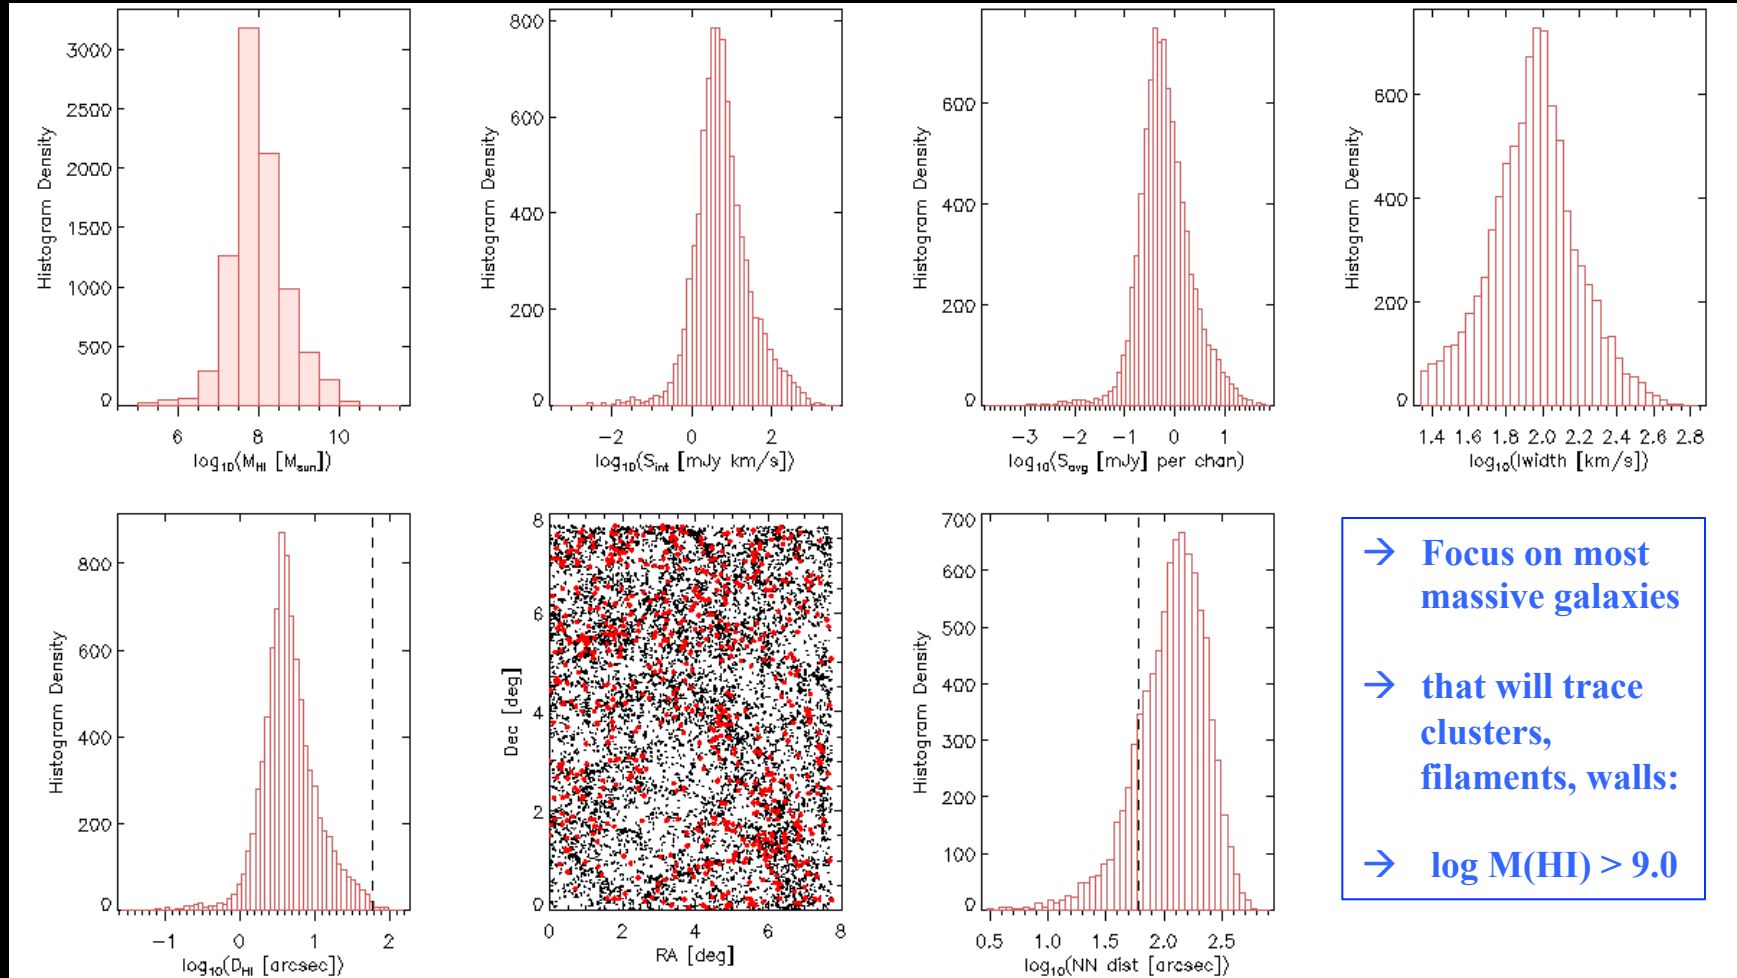 3000
2500
2000
1500
1000
500
0
Histogram Density
6 8 10
log₁₀(M_HI [M_sun])
800
600
400
200
0
Histogram Density
−2 0 2
log₁₀(S_int [mJy km/s])
600
400
200
0
Histogram Density
−3 −2 −1 0 1
log₁₀(S_avg [mJy] per chan)
600
400
200
0
Histogram Density
1.4 1.6 1.8 2.0 2.2 2.4 2.6 2.8
log₁₀(lwidth [km/s])
800
600
400
200
0
Histogram Density
−1 0 1 2
log₁₀(D_HI [arcsec])
8
6
4
2
0
Dec [deg]
0 2 4 6 8
RA [deg]
700
600
500
400
300
200
100
0
Histogram Density
0.5 1.0 1.5 2.0 2.5
log₁₀(NN dist [arcsec])
→ Focus on most
massive galaxies
→ that will trace
clusters,
filaments, walls:
→ log M(HI) > 9.0